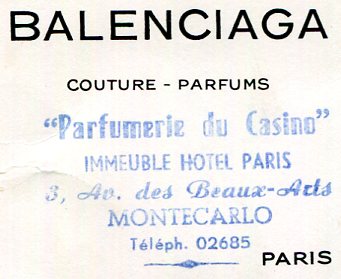 BALENCIAGA
COUTURE - PARFUMS
"Parfumerie du Casino"
IMMEUBLE HOTEL PARIS
3, Av. des Beaux-Arts
MONTECARLO
Téléph. 02685
PARIS